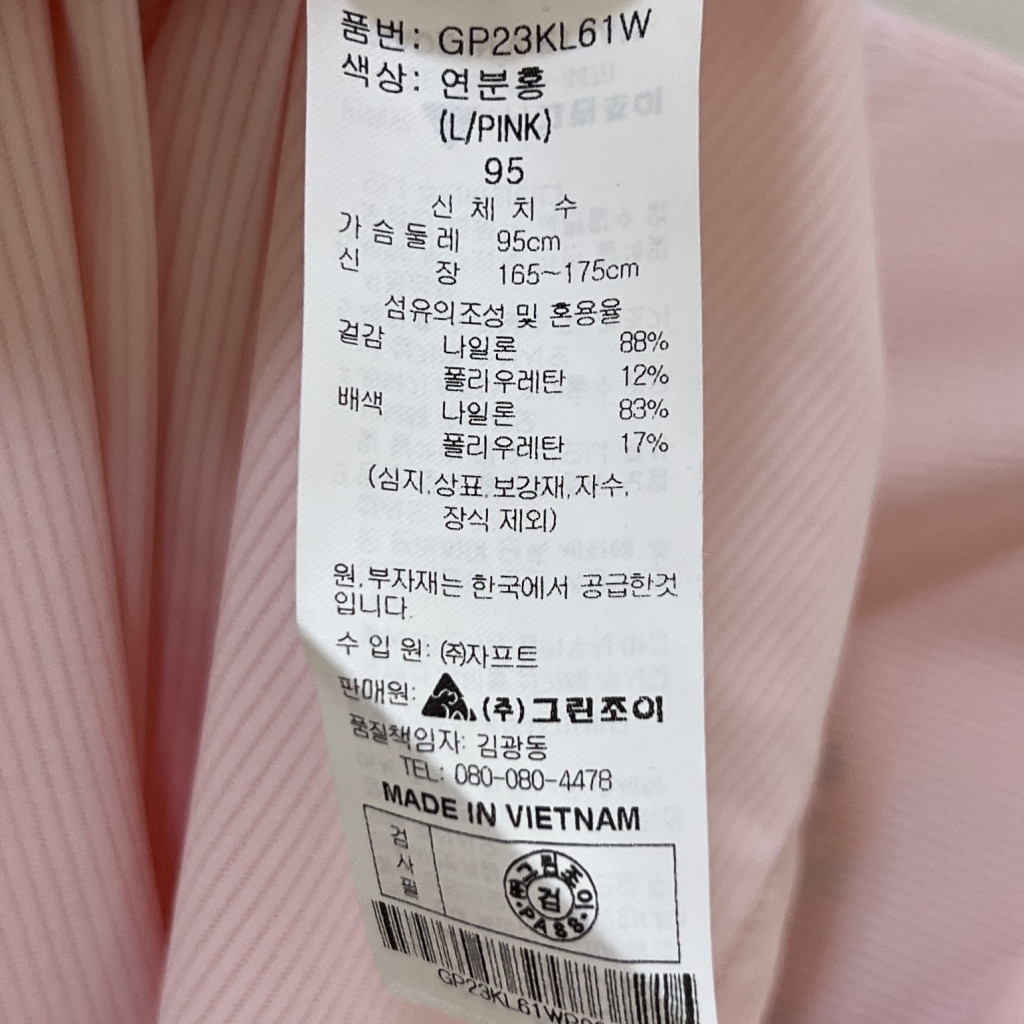 품번: GP23KL61W
색상: 연분홍
(L/PINK)
95
신 체 치 수
가슴둘레 95cm
신 장 165~175cm
섬유의조성 및 혼용율
겉감 나일론 88%
폴리우레탄 12%
배색 나일론 83%
폴리우레탄 17%
(심지,상표,보강재,자수,
장식 제외)
원,부자재는 한국에서 공급한것
입니다.
수 입 원: ㈜자프트
판매원: (주)그린조이
품질책임자: 김광동
TEL: 080-080-4478
MADE IN VIETNAM
검사필
그린조이
검
PASS
GP23KL61W